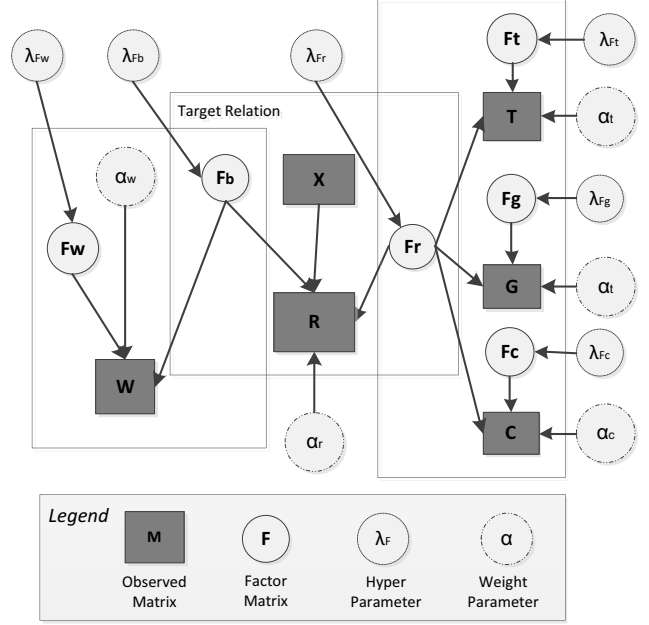 λFw
λFb
λFr
Ft
λFt
Target Relation
T
αt
αw
Fb
X
Fg
λFg
Fw
Fr
R
G
αt
Fc
λFc
W
αr
C
αc
Legend
M
F
λF
α
Observed
Matrix
Factor
Matrix
Hyper
Parameter
Weight
Parameter